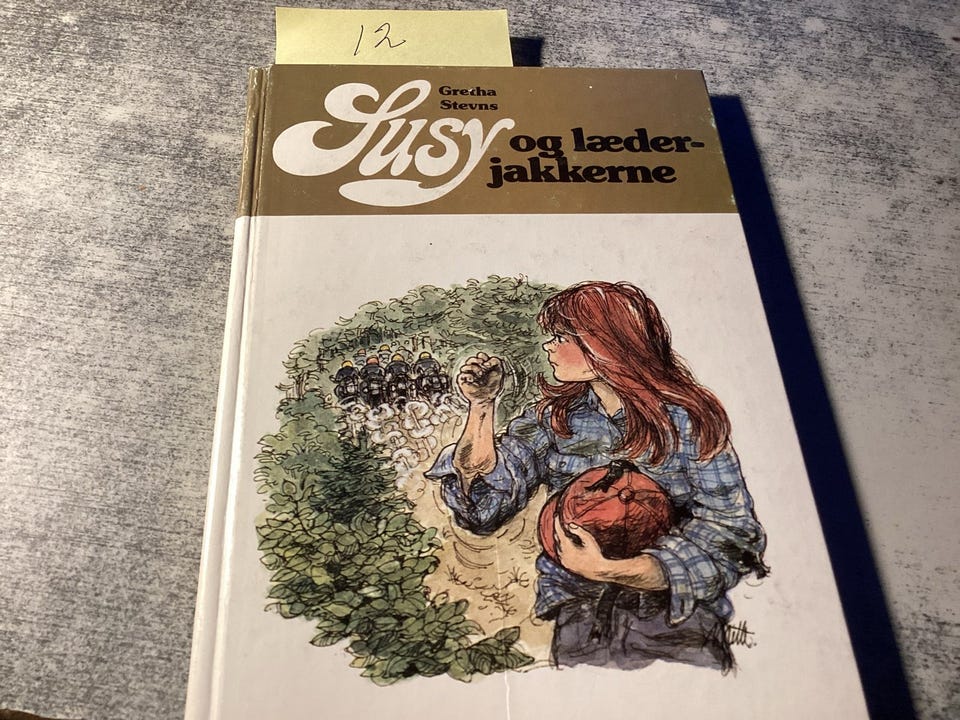 12
Gretha
Stevns
Susy og læder-
jakkerne